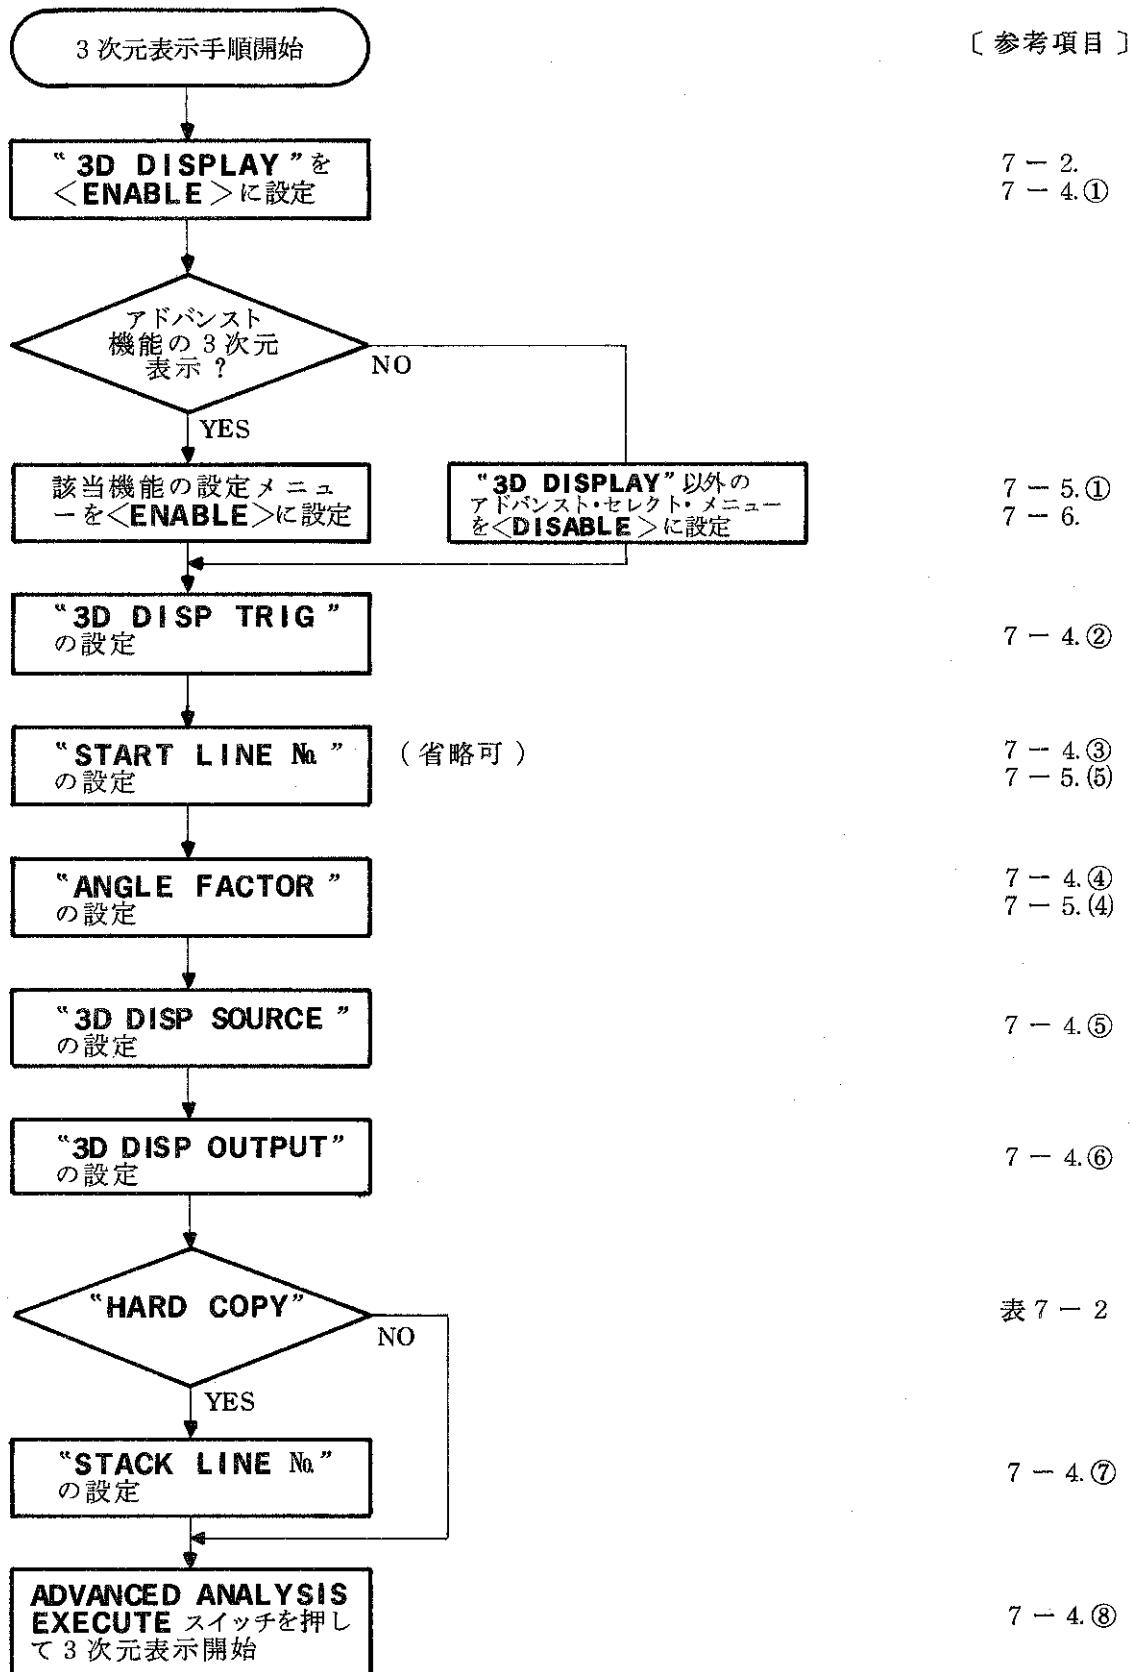 3次元表示手順開始
〔参考項目〕
“3D DISPLAY”を
<ENABLE>に設定
7－2.
7－4.①
アドバンスト
機能の3次元
表示？
NO
YES
該当機能の設定メニュ
ーを<ENABLE>に設定
“3D DISPLAY”以外の
アドバンスト・セレクト・メニュー
を<DISABLE>に設定
7－5.①
7－6.
“3D DISP TRIG”
の設定
7－4.②
“START LINE №”
の設定
（省略可）
7－4.③
7－5.(5)
“ANGLE FACTOR”
の設定
7－4.④
7－5.(4)
“3D DISP SOURCE”
の設定
7－4.⑤
“3D DISP OUTPUT”
の設定
7－4.⑥
“HARD COPY”
表7－2
NO
YES
“STACK LINE №”
の設定
7－4.⑦
ADVANCED ANALYSIS
EXECUTE スイッチを押し
て3次元表示開始
7－4.⑧